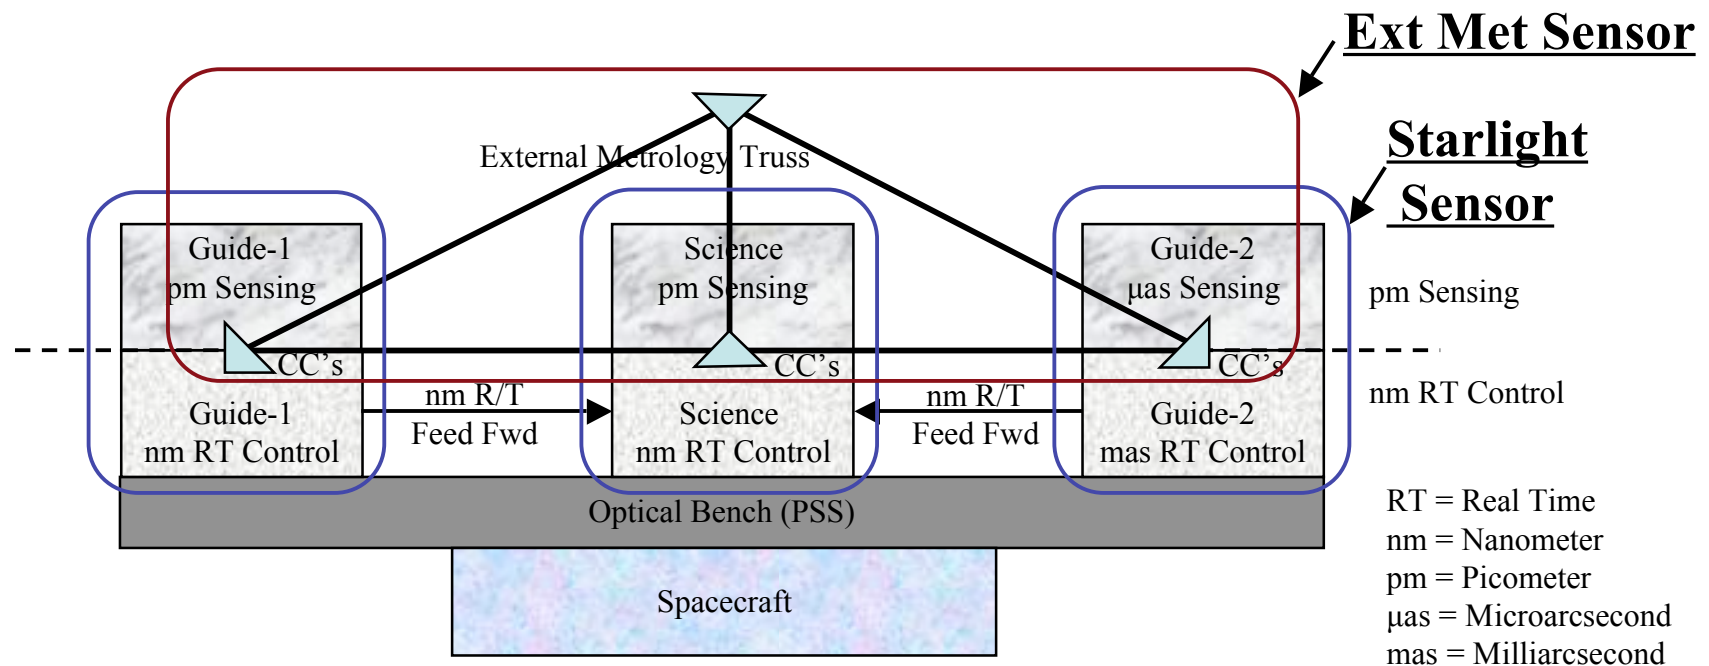 Ext Met Sensor
Starlight
Sensor
External Metrology Truss
Guide-1
pm Sensing
Science
pm Sensing
Guide-2
μas Sensing
pm Sensing
CC's
CC's
CC's
nm R/T
Feed Fwd
nm R/T
Feed Fwd
nm RT Control
Guide-1
nm RT Control
Science
nm RT Control
Guide-2
mas RT Control
Optical Bench (PSS)
Spacecraft
RT = Real Time
nm = Nanometer
pm = Picometer
μas = Microarcsecond
mas = Milliarcsecond